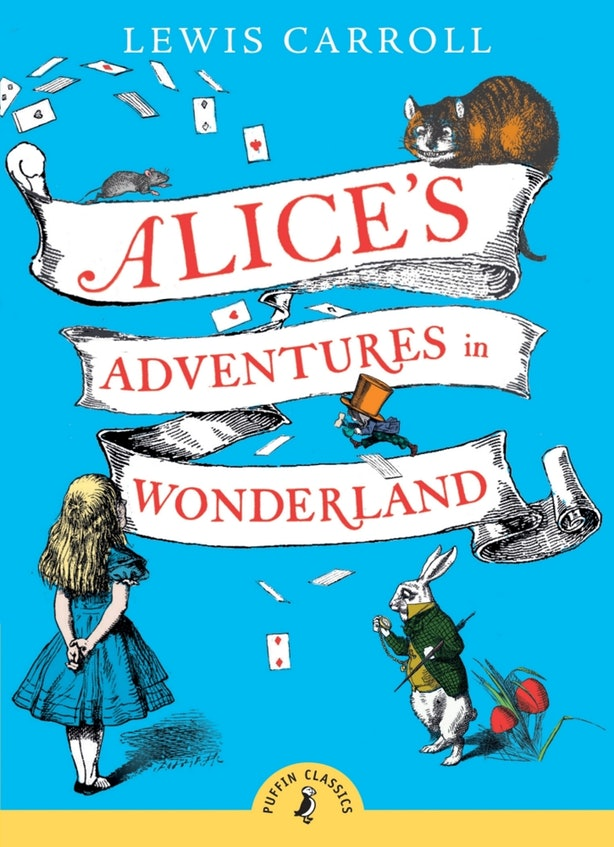 LEWIS CARROLL
ALICE'S
ADVENTURES in
WONDERLAND
PUFFIN CLASSICS